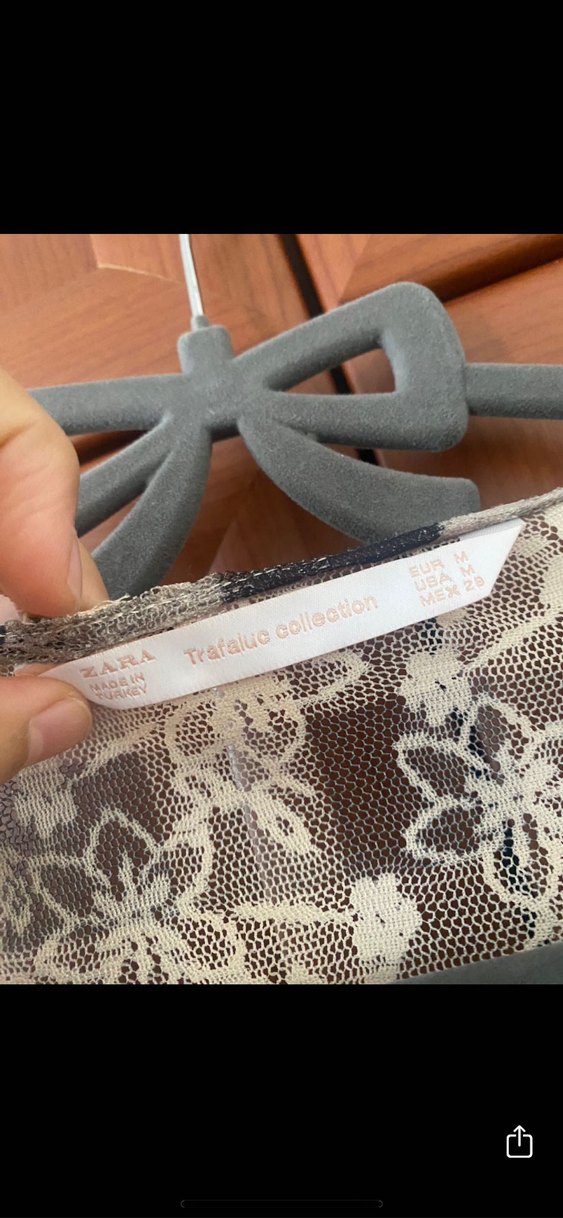 ZARA
MADE IN
TURKEY
Trafaluc collection
EUR M
USA M
MEX 28